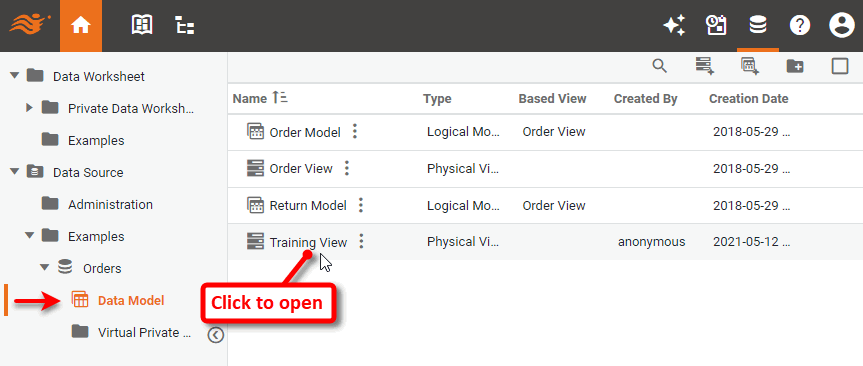 Data Worksheet
Private Data Worksh...
Examples
Data Source
Administration
Examples
Orders
Data Model
Virtual Private ...
Name Type Based View Created By Creation Date
Order Model Logical Mo... Order View 2018-05-29 ...
Order View Physical Vi... 2018-05-29 ...
Return Model Logical Mo... Order View 2018-05-29 ...
Training View Physical Vi... anonymous 2021-05-12 ...
Click to open